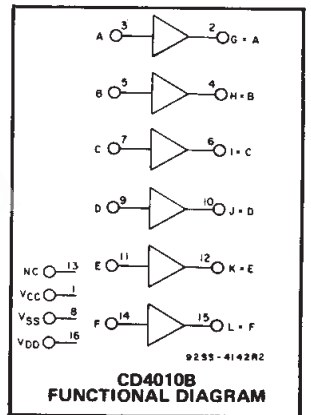 A 3 2 G = A
B 5 4 H = B
C 7 6 I = C
D 9 10 J = D
NC 13 E 11 12 K = E
VCC 1
VSS 8 F 14 15 L = F
VDD 16
92SS-4142R2
CD4010B
FUNCTIONAL DIAGRAM